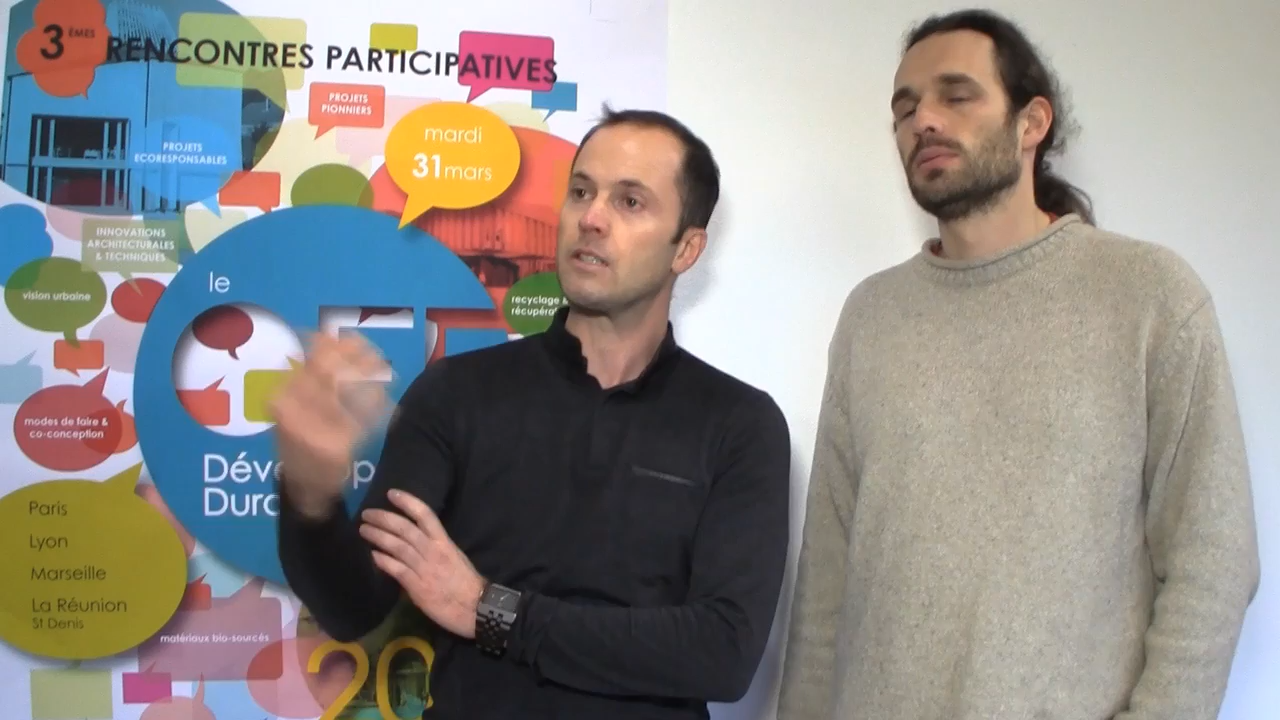 3 ÈMES RENCONTRES PARTICIPATIVES
PROJETS
PIONNIERS
mardi
31 mars
PROJETS
ECORESPONSABLES
INNOVATIONS
ARCHITECTURALES
& TECHNIQUES
le
vision urbaine
recyclage &
modes de faire &
co-conception
Paris
Lyon
Marseille
La Réunion
St Denis
matériaux bio-sourcés
20